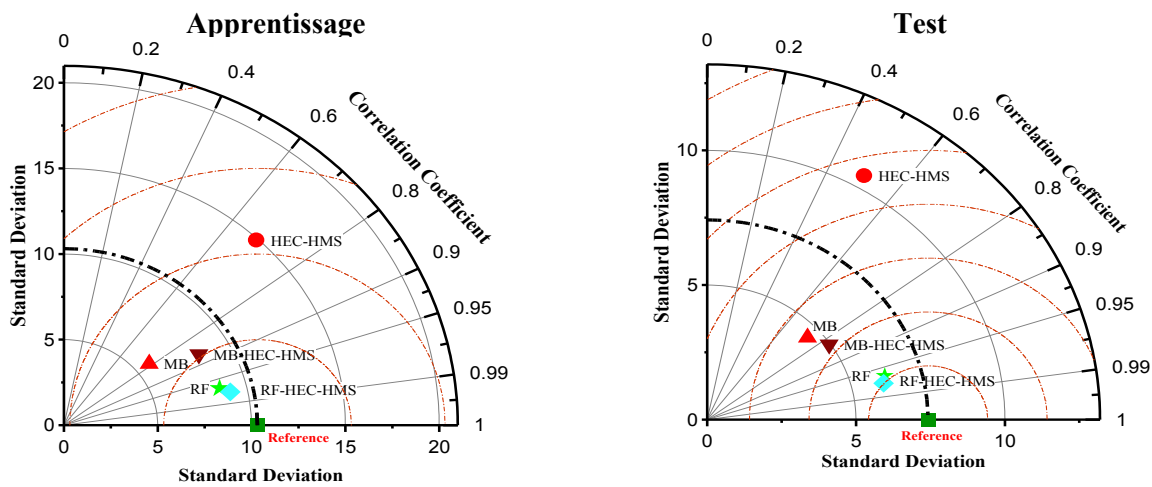 Apprentissage
0
0.2
0.4
0.6
0.8
0.9
0.95
0.99
1
Correlation Coefficient
20
15
10
5
0
Standard Deviation
HEC-HMS
MB
MB-HEC-HMS
RF
RF-HEC-HMS
Reference
0
5
10
15
20
Standard Deviation
Test
0
0.2
0.4
0.6
0.8
0.9
0.95
0.99
1
Correlation Coefficient
10
5
0
Standard Deviation
HEC-HMS
MB
MB-HEC-HMS
RF
RF-HEC-HMS
Reference
0
5
10
Standard Deviation